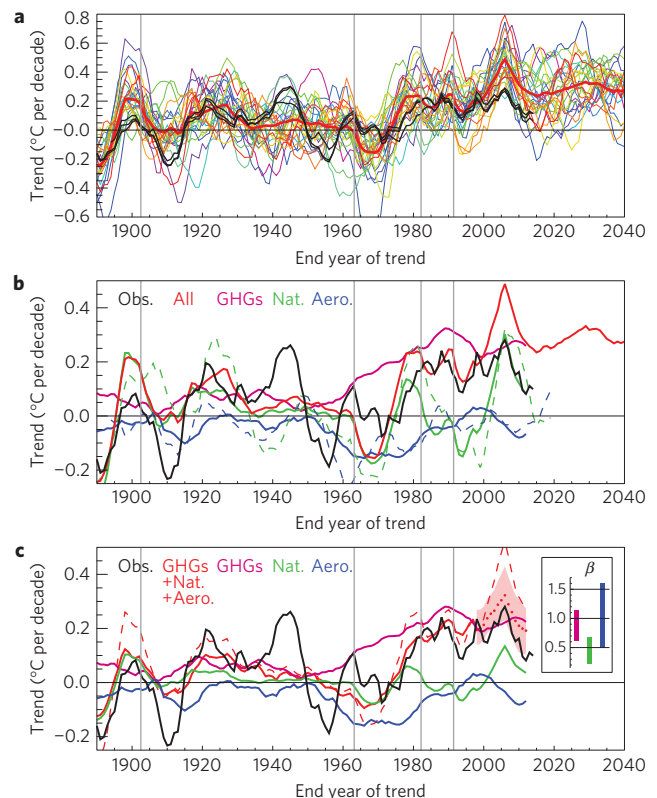 a
0.8
0.6
0.4
0.2
−0.0
−0.2
−0.4
−0.6
Trend (°C per decade)
1900 1920 1940 1960 1980 2000 2020 2040
End year of trend
b
Obs. All GHGs Nat. Aero.
0.4
0.2
0.0
−0.2
Trend (°C per decade)
1900 1920 1940 1960 1980 2000 2020 2040
End year of trend
c
Obs. GHGs GHGs Nat. Aero.
+Nat.
+Aero.
β
1.5
1.0
0.5
0.4
0.2
0.0
−0.2
Trend (°C per decade)
1900 1920 1940 1960 1980 2000 2020 2040
End year of trend